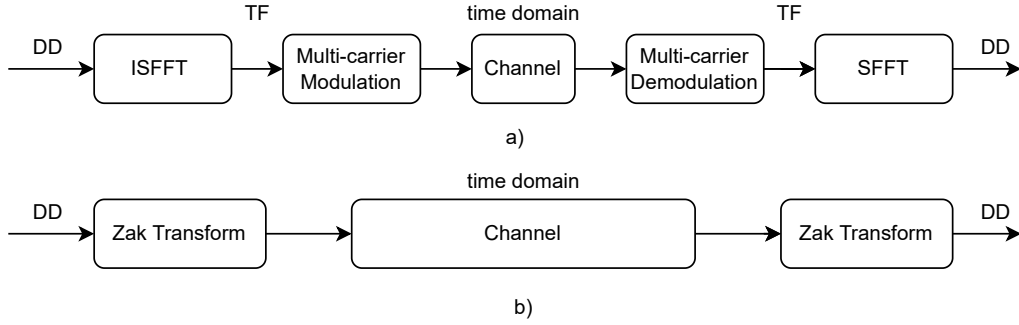 TF time domain TF
DD ISFFT Multi-carrier Modulation Channel Multi-carrier Demodulation SFFT DD
a)
time domain
DD Zak Transform Channel Zak Transform DD
b)